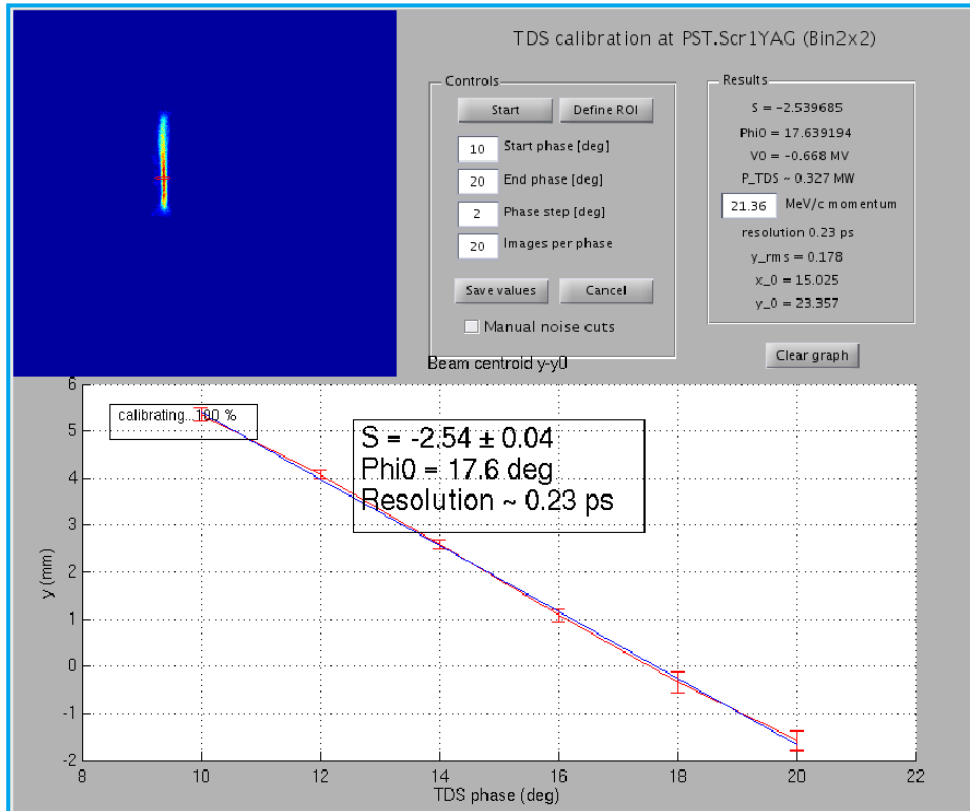 TDS calibration at PST.Scr1YAG (Bin2x2)
Controls
Start
Define ROI
10 Start phase [deg]
20 End phase [deg]
2 Phase step [deg]
20 Images per phase
Save values
Cancel
Manual noise cuts
Results
S = -2.539685
Phi0 = 17.639194
V0 = -0.668 MV
P_TDS ~ 0.327 MW
21.36 MeV/c momentum
resolution 0.23 ps
y_rms = 0.178
x_0 = 15.025
y_0 = 23.357
Clear graph
Beam centroid y-y0
calibrating...100 %
S = -2.54 ± 0.04
Phi0 = 17.6 deg
Resolution ~ 0.23 ps
y (mm)
6
5
4
3
2
1
0
-1
-2
8 10 12 14 16 18 20 22
TDS phase (deg)